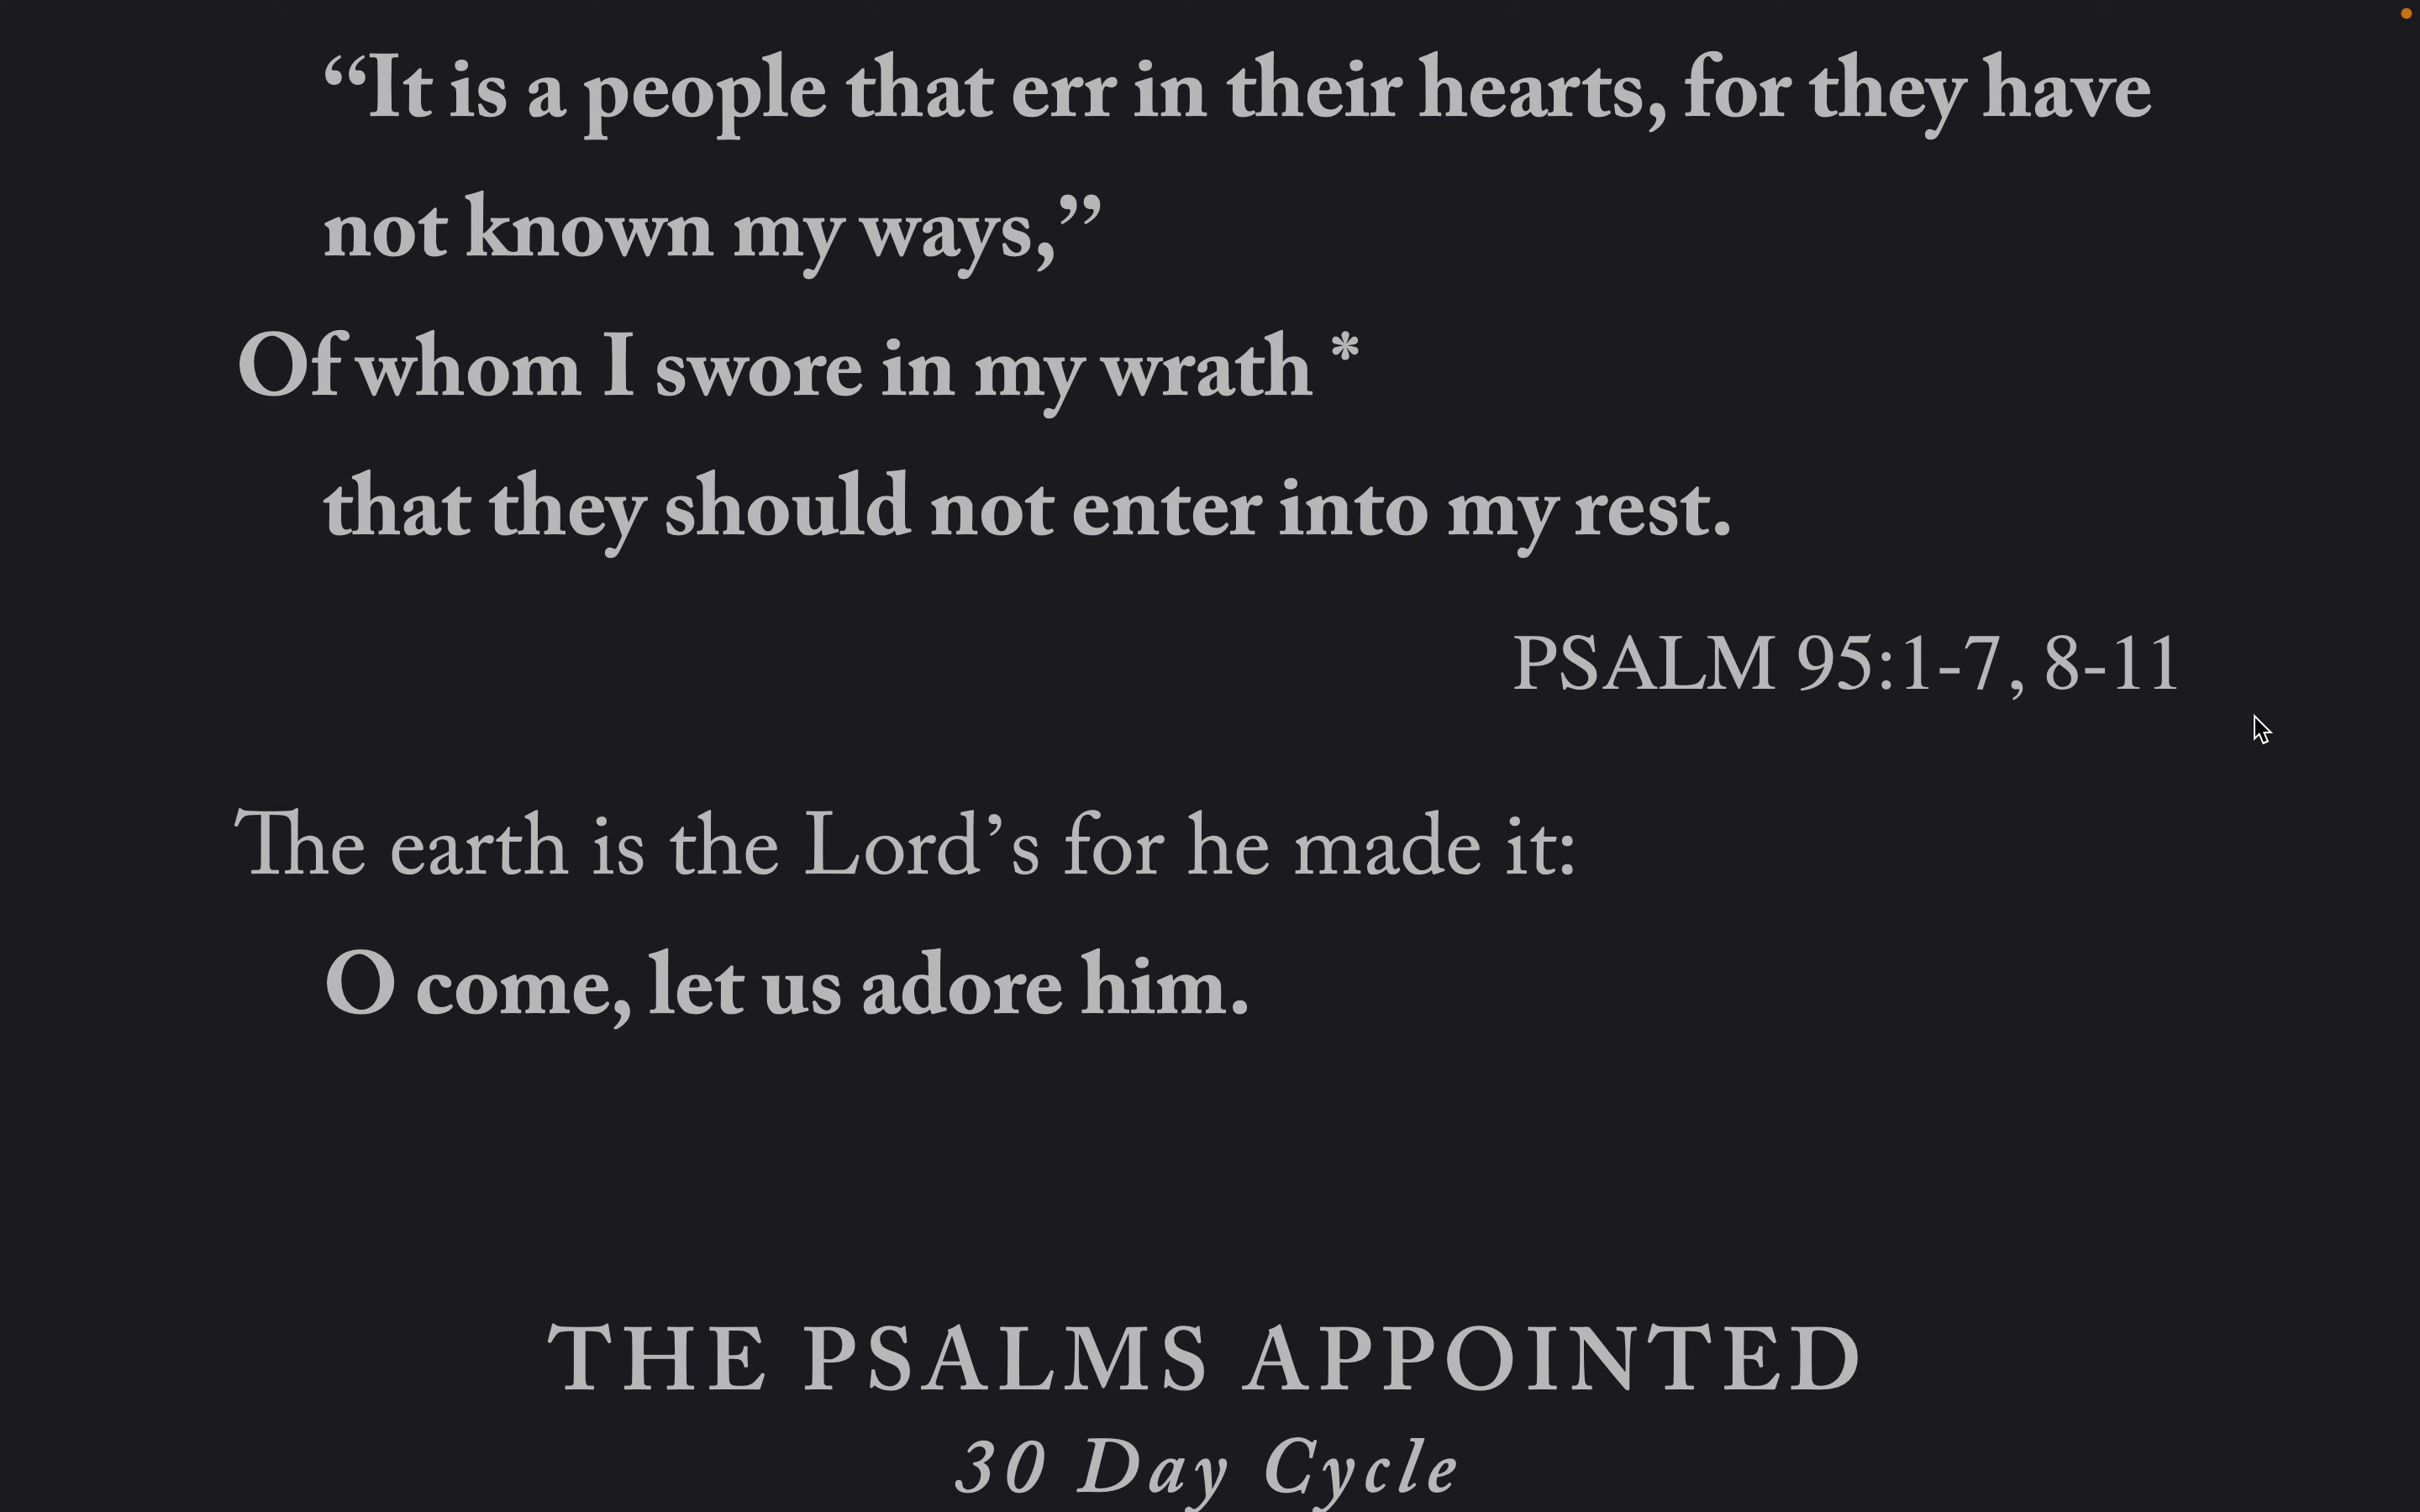 “It is a people that err in their hearts, for they have
not known my ways,”
Of whom I swore in my wrath *
that they should not enter into my rest.
PSALM 95:1-7, 8-11
The earth is the Lord’s for he made it:
O come, let us adore him.
THE PSALMS APPOINTED
30 Day Cycle